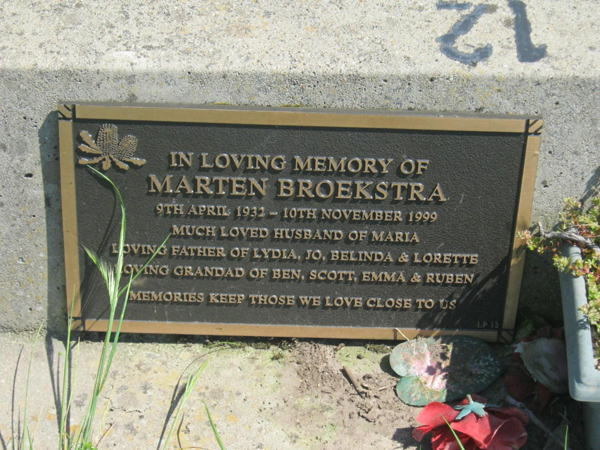 12
IN LOVING MEMORY OF
MARTEN BROEKSTRA
9TH APRIL 1932 - 10TH NOVEMBER 1999
MUCH LOVED HUSBAND OF MARIA
LOVING FATHER OF LYDIA, JO, BELINDA & LORETTE
LOVING GRANDAD OF BEN, SCOTT, EMMA & RUBEN
MEMORIES KEEP THOSE WE LOVE CLOSE TO US
LP 12